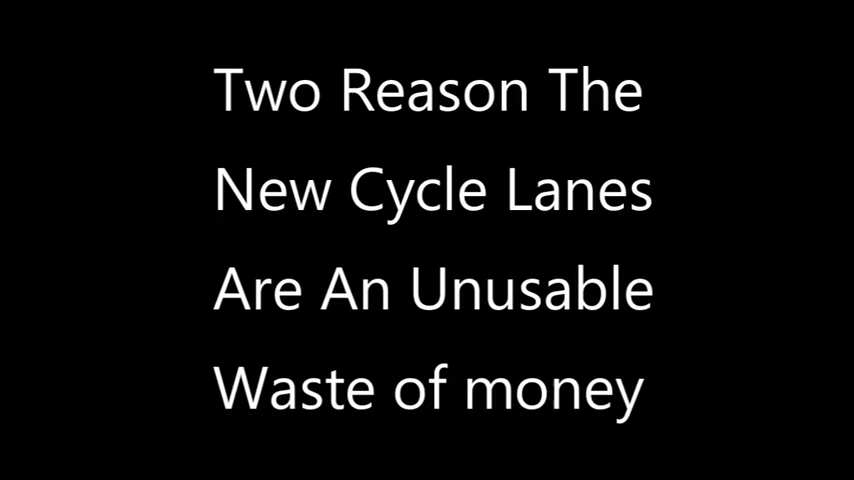 Two Reason The
New Cycle Lanes
Are An Unusable
Waste of money